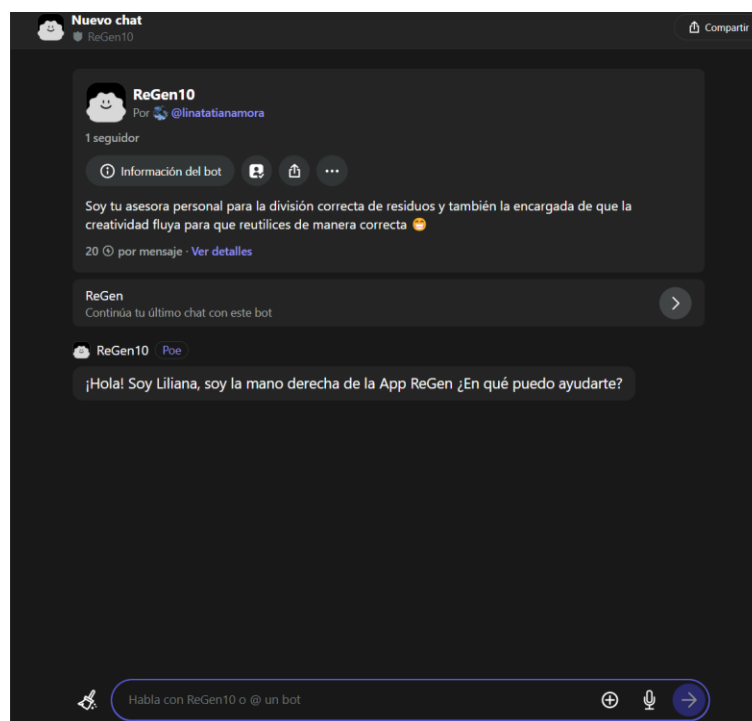 Nuevo chat
ReGen10
Compartir
ReGen10
Por @linatatianamora
1 seguidor
Información del bot
Soy tu asesora personal para la división correcta de residuos y también la encargada de que la
creatividad fluya para que reutilices de manera correcta 😁
20 por mensaje · Ver detalles
ReGen
Continúa tu último chat con este bot
ReGen10 Poe
¡Hola! Soy Liliana, soy la mano derecha de la App ReGen ¿En qué puedo ayudarte?
Habla con ReGen10 o @ un bot